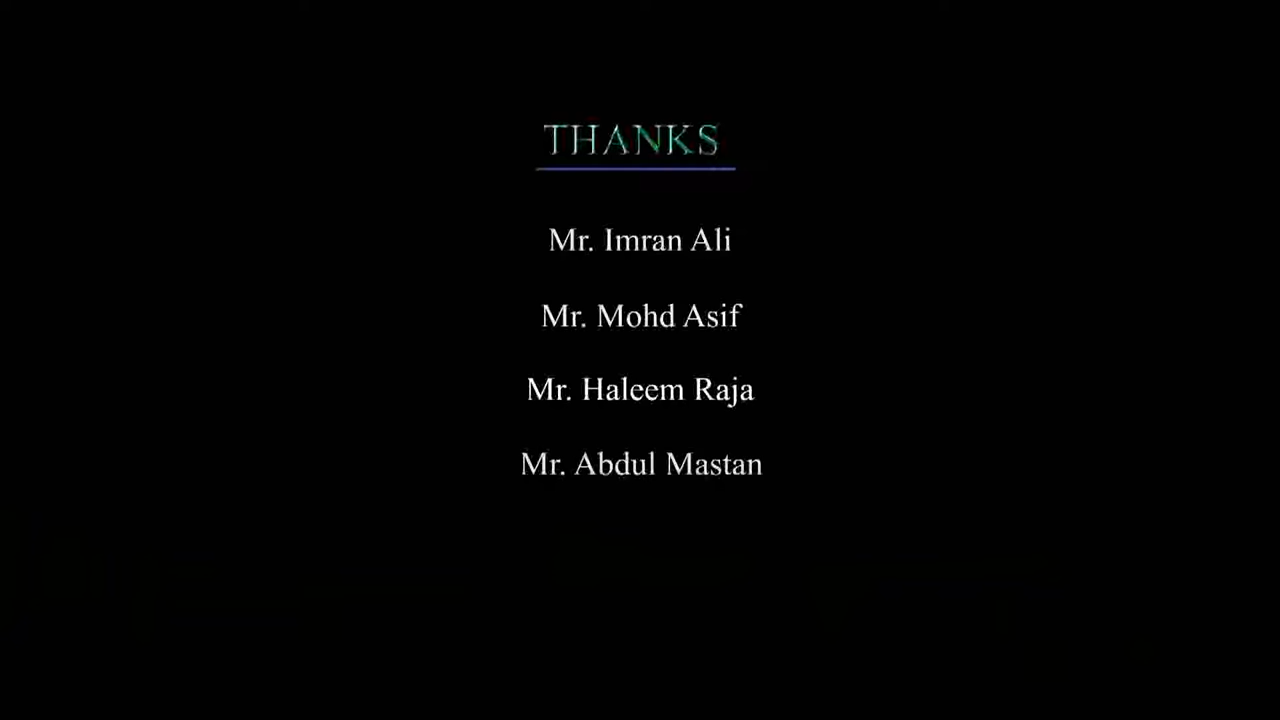 THANKS
Mr. Imran Ali
Mr. Mohd Asif
Mr. Haleem Raja
Mr. Abdul Mastan